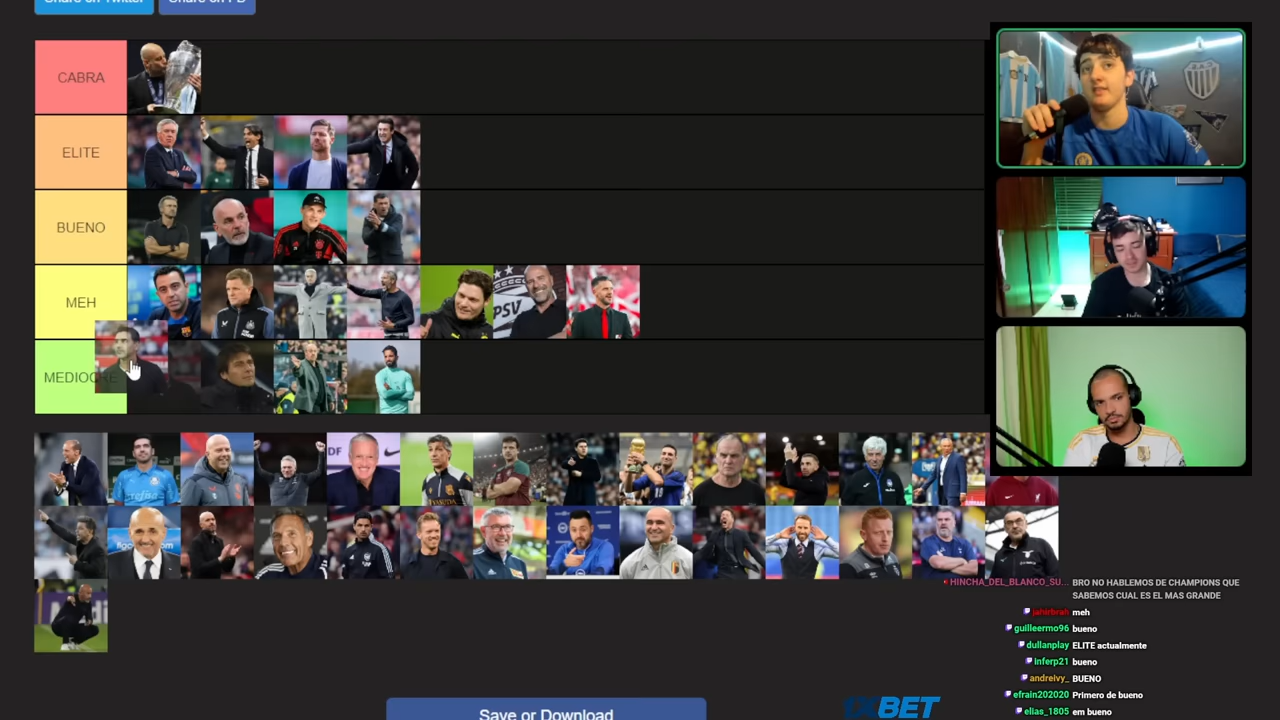 Share on Twitter
Share on FB
CABRA
ELITE
BUENO
MEH
PSV
MEDIOCRE
DF
HINCHA_DEL_BLANCO_SU... BRO NO HABLEMOS DE CHAMPIONS QUE
SABEMOS CUAL ES EL MAS GRANDE
jahirbrah meh
guilleermo96 bueno
dullanplay ELITE actualmente
inferp21 bueno
andreivy_ BUENO
efrain202020 Primero de bueno
elias_1805 em bueno
Save or Download
1XBET